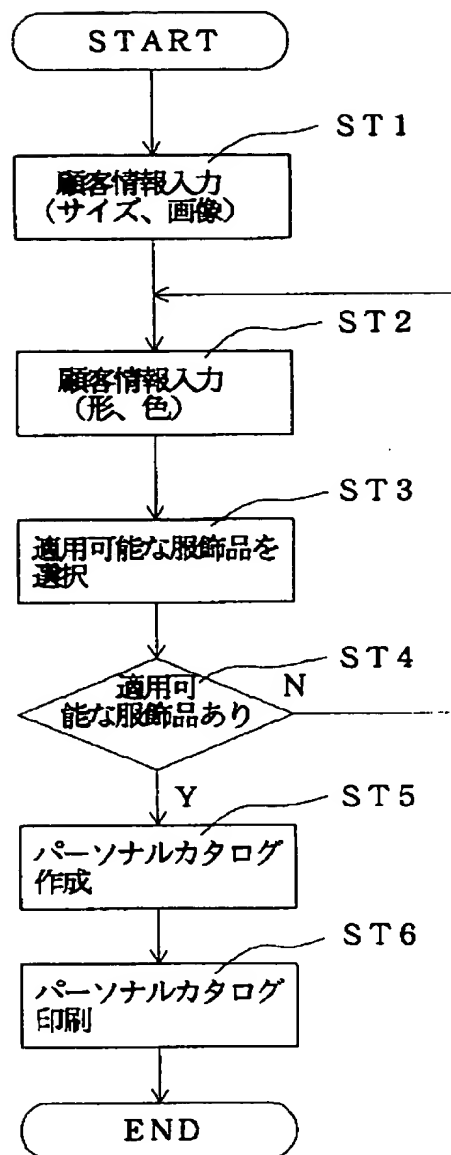 START
ST1
顧客情報入力
(サイズ、画像)
ST2
顧客情報入力
(形、色)
ST3
適用可能な服飾品を
選択
ST4
適用可
能な服飾品あり
N
Y
ST5
パーソナルカタログ
作成
ST6
パーソナルカタログ
印刷
END